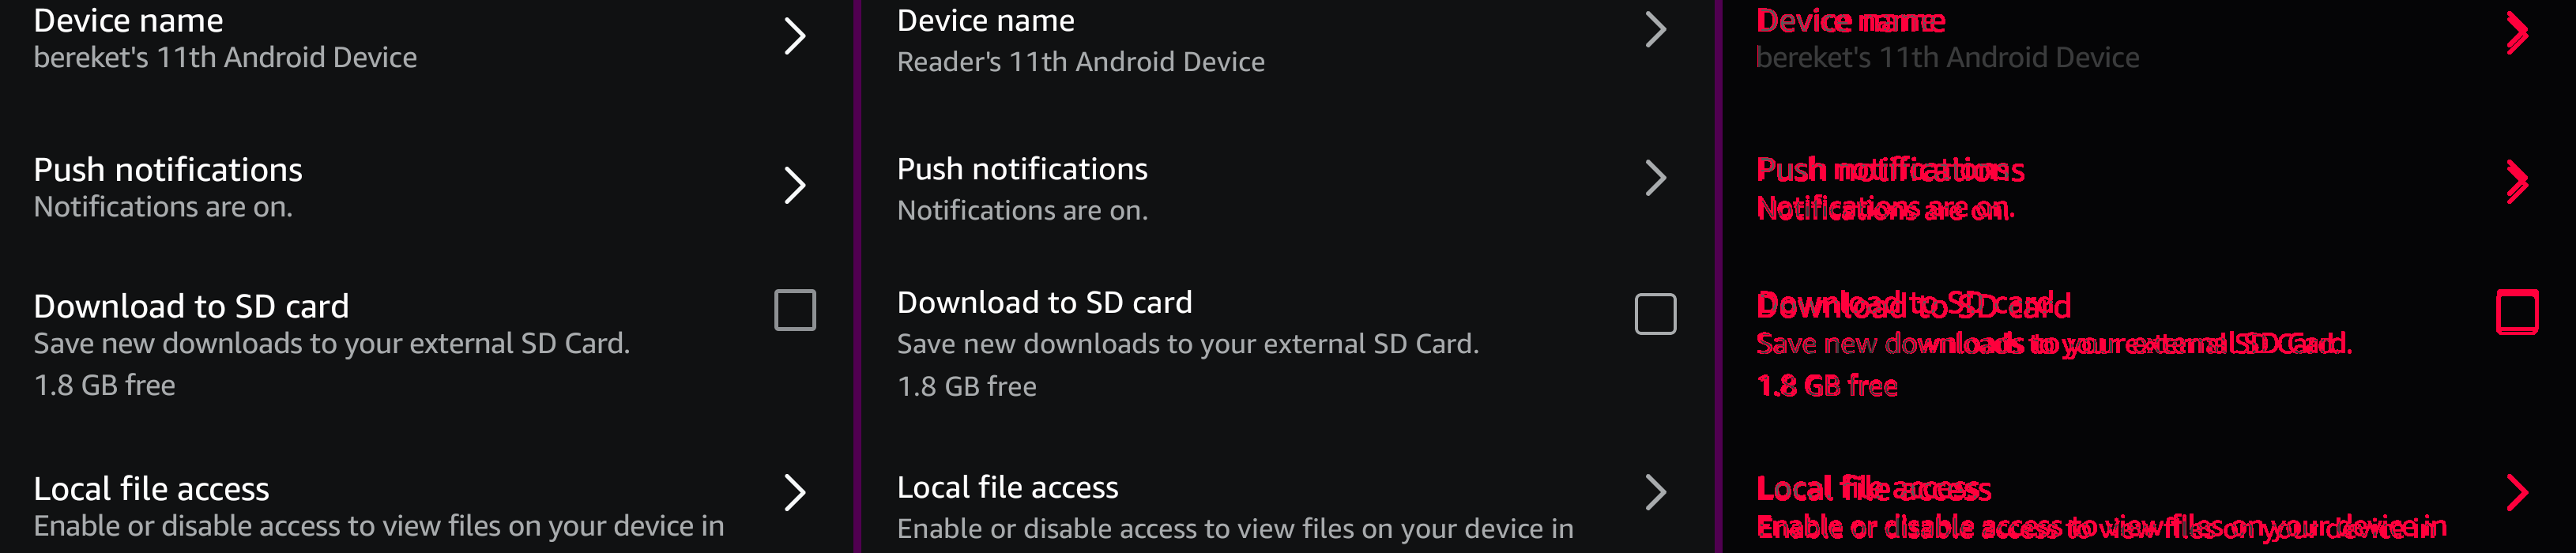 Device name
bereket's 11th Android Device
Push notifications
Notifications are on.
Download to SD card
Save new downloads to your external SD Card.
1.8 GB free
Local file access
Enable or disable access to view files on your device in
Device name
Reader's 11th Android Device
Push notifications
Notifications are on.
Download to SD card
Save new downloads to your external SD Card.
1.8 GB free
Local file access
Enable or disable access to view files on your device in
Device name
bereket's 11th Android Device
Push notifications
Notifications are on.
Download to SD card
Save new downloads to your external SD Card.
1.8 GB free
Local file access
Enable or disable access to view files on your device in